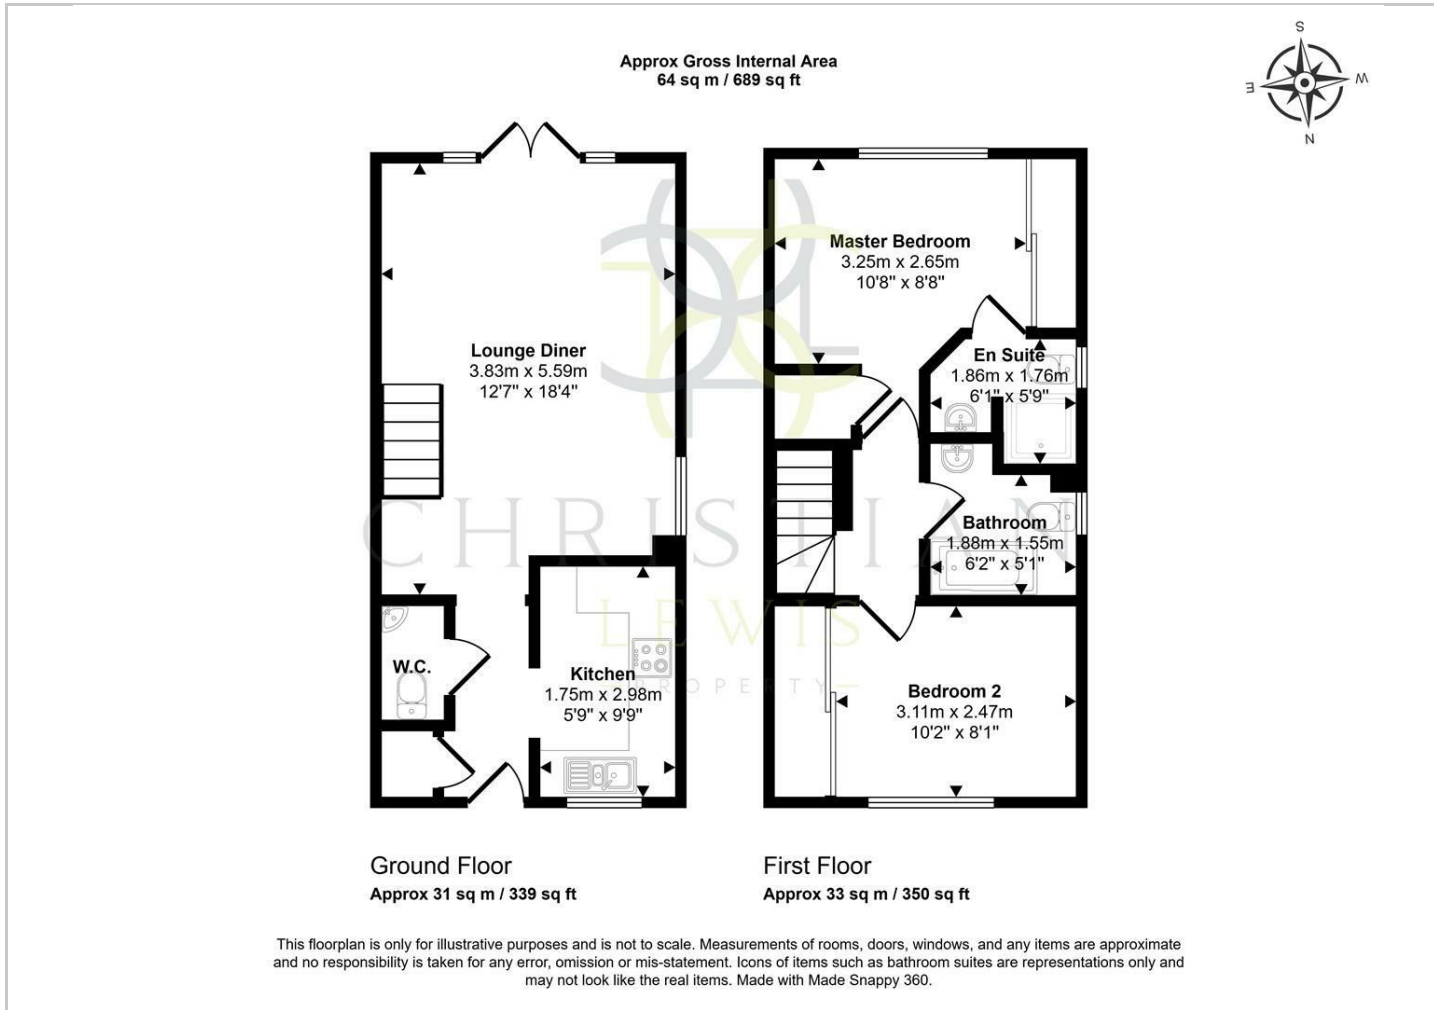 S
W
E
N
Approx Gross Internal Area
64 sq m / 689 sq ft
Lounge Diner
3.83m x 5.59m
12'7" x 18'4"
W.C.
Kitchen
1.75m x 2.98m
5'9" x 9'9"
Master Bedroom
3.25m x 2.65m
10'8" x 8'8"
En Suite
1.86m x 1.76m
6'1" x 5'9"
Bathroom
1.88m x 1.55m
6'2" x 5'1"
Bedroom 2
3.11m x 2.47m
10'2" x 8'1"
CHRISTIAN
LEWIS
PROPERTY
Ground Floor
Approx 31 sq m / 339 sq ft
First Floor
Approx 33 sq m / 350 sq ft
This floorplan is only for illustrative purposes and is not to scale. Measurements of rooms, doors, windows, and any items are approximate
and no responsibility is taken for any error, omission or mis-statement. Icons of items such as bathroom suites are representations only and
may not look like the real items. Made with Made Snappy 360.